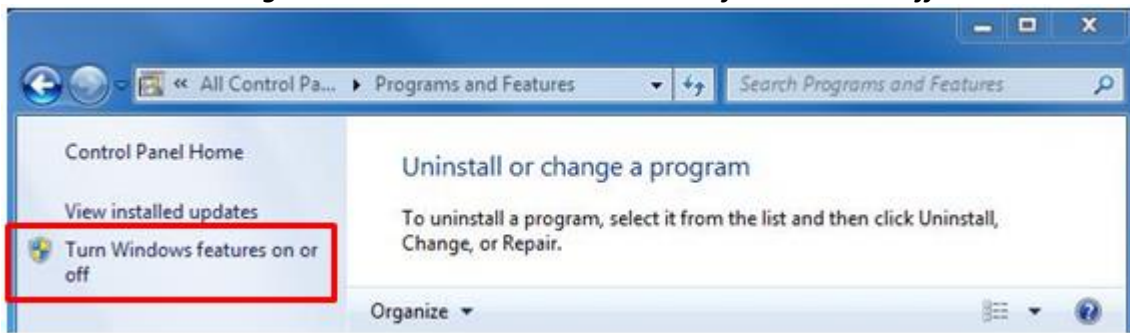 « All Control Pa... ▸ Programs and Features
Search Programs and Features
Control Panel Home
View installed updates
Turn Windows features on or
off
Uninstall or change a program
To uninstall a program, select it from the list and then click Uninstall,
Change, or Repair.
Organize